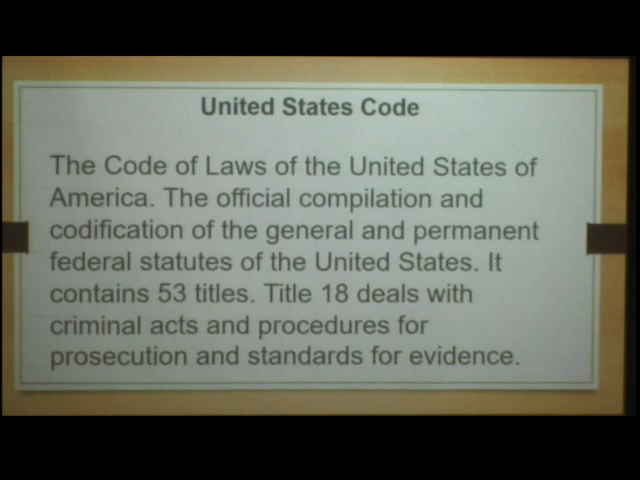 United States Code
The Code of Laws of the United States of
America. The official compilation and
codification of the general and permanent
federal statutes of the United States. It
contains 53 titles. Title 18 deals with
criminal acts and procedures for
prosecution and standards for evidence.